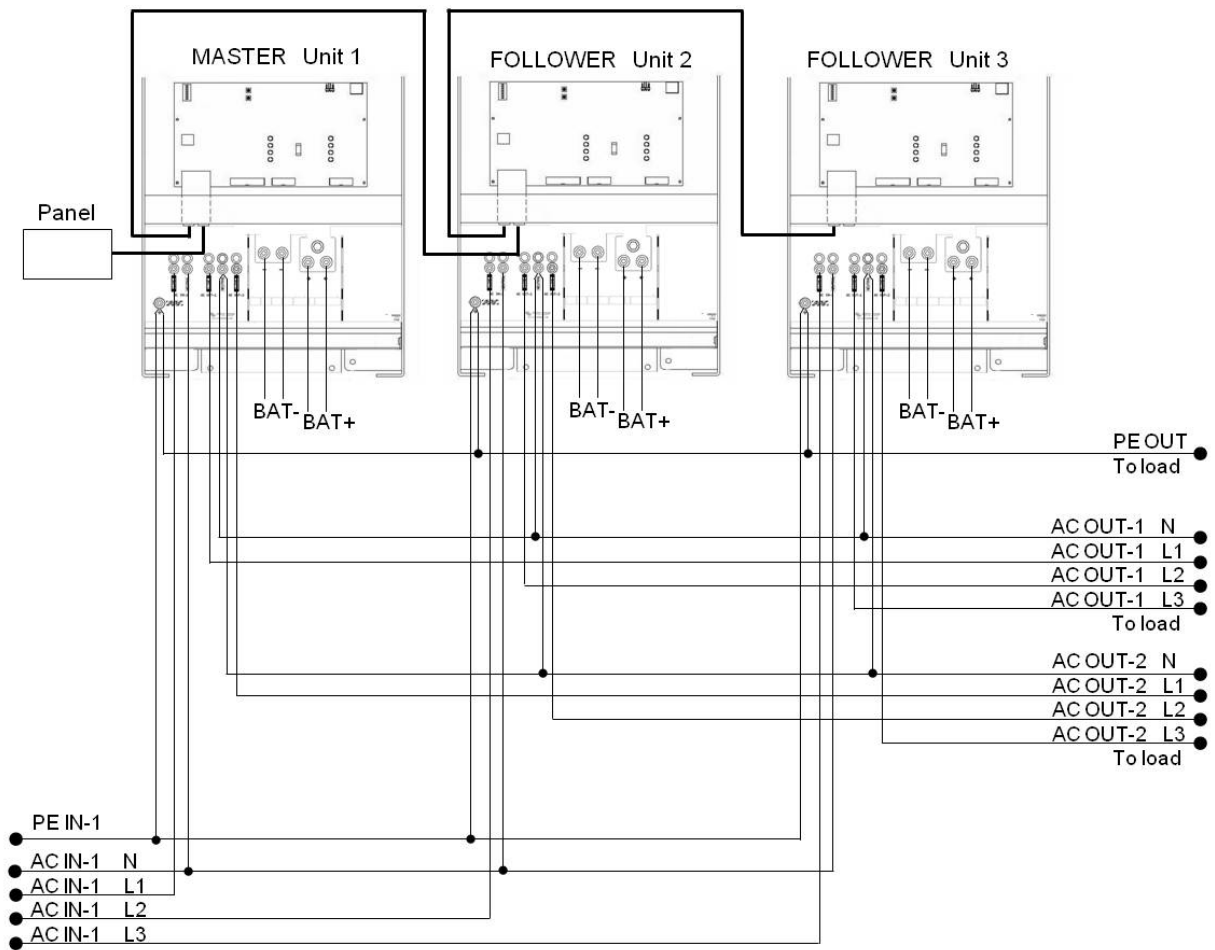 MASTER Unit 1
FOLLOWER Unit 2
FOLLOWER Unit 3
Panel
BAT-
BAT+
BAT-
BAT+
BAT-
BAT+
PE OUT
To load
AC OUT-1 N
AC OUT-1 L1
AC OUT-1 L2
AC OUT-1 L3
To load
AC OUT-2 N
AC OUT-2 L1
AC OUT-2 L2
AC OUT-2 L3
To load
PE IN-1
AC IN-1 N
AC IN-1 L1
AC IN-1 L2
AC IN-1 L3